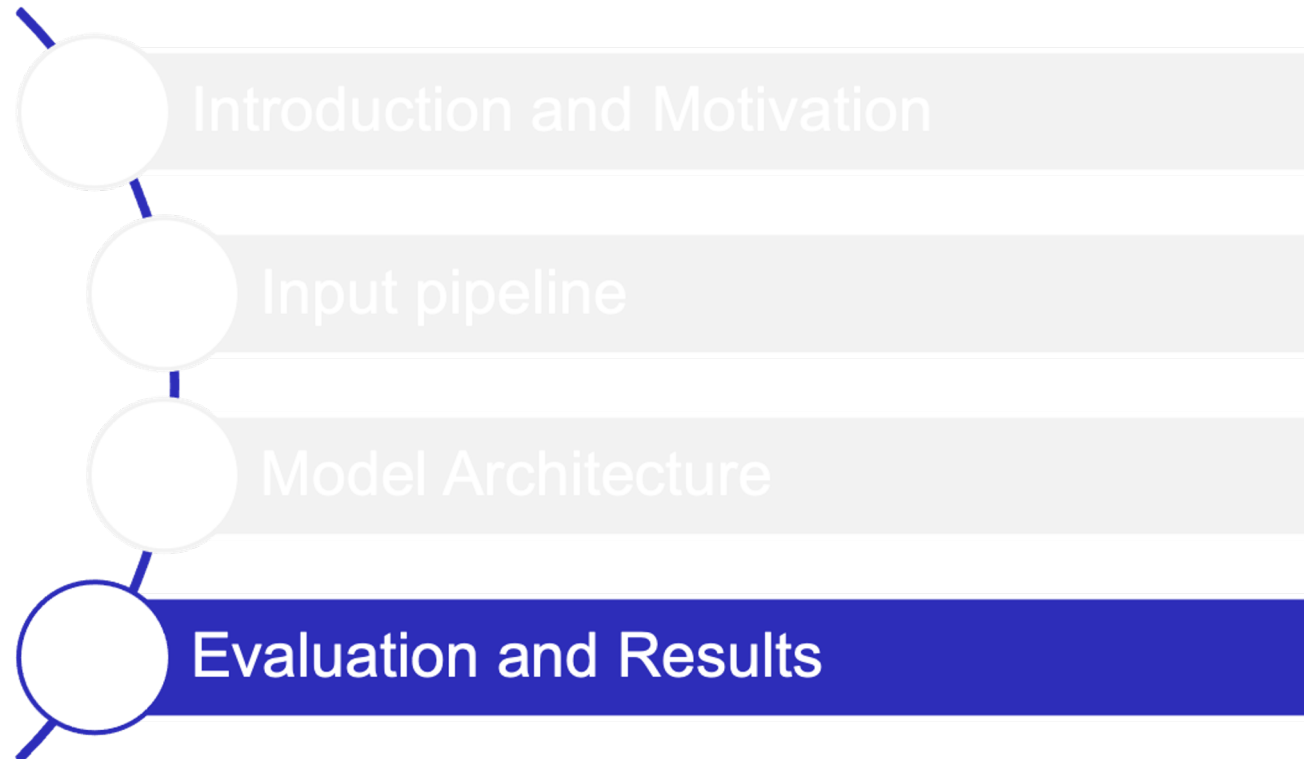 Introduction and Motivation
Input pipeline
Model Architecture
Evaluation and Results